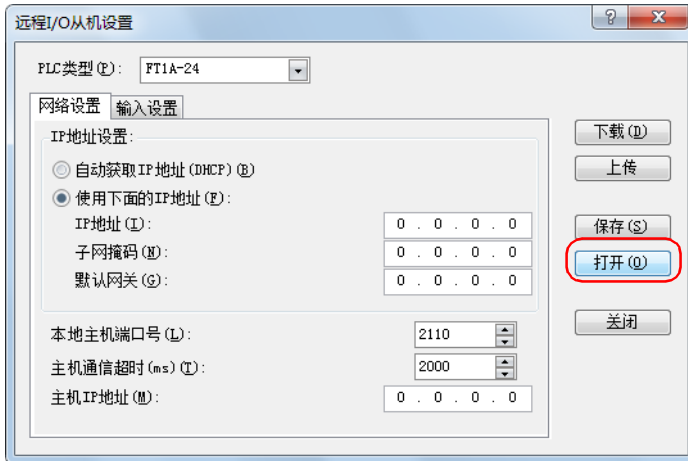 远程I/O从机设置
PLC类型(P): FT1A-24
网络设置 输入设置
IP地址设置:
自动获取IP地址(DHCP)(B)
使用下面的IP地址(F):
IP地址(I): 0 . 0 . 0 . 0
子网掩码(N): 0 . 0 . 0 . 0
默认网关(G): 0 . 0 . 0 . 0
本地主机端口号(L): 2110
主机通信超时(ms)(T): 2000
主机IP地址(M): 0 . 0 . 0 . 0
下载(D)
上传
保存(S)
打开(O)
关闭